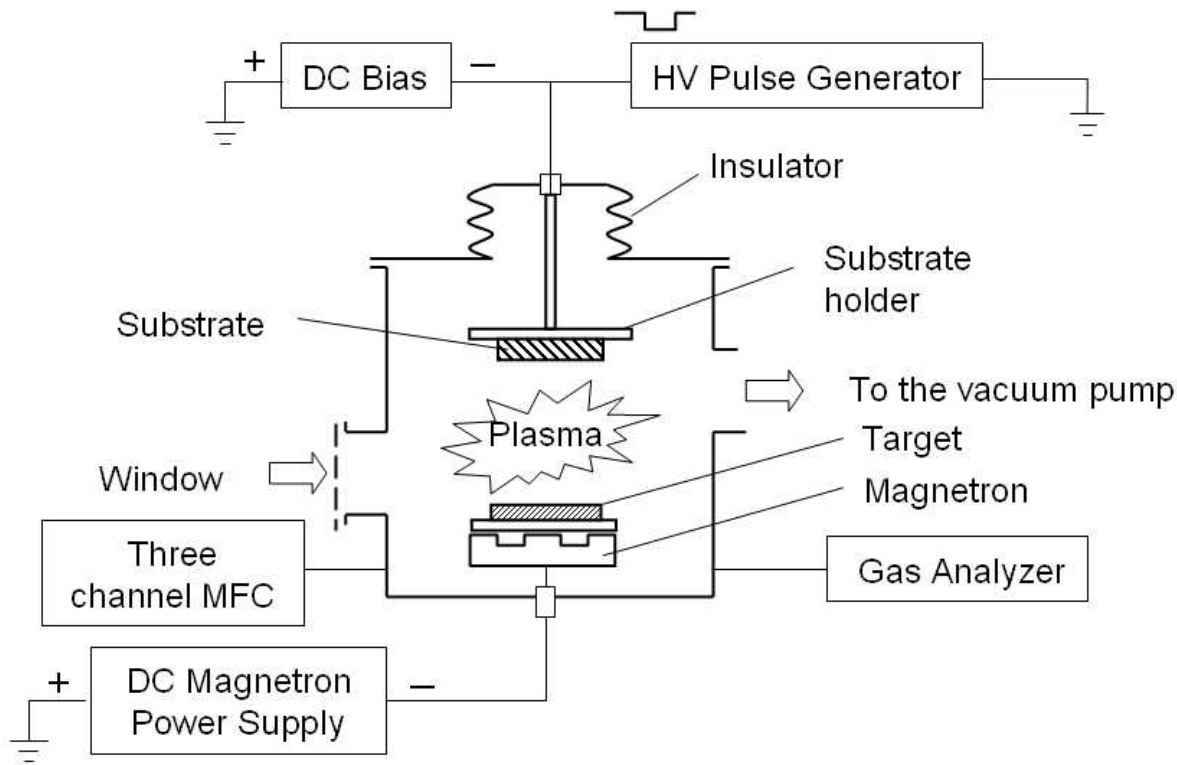 +
DC Bias
−
HV Pulse Generator
Insulator
Substrate
holder
Substrate
To the vacuum pump
Plasma
Target
Window
Magnetron
Three
channel MFC
Gas Analyzer
+
DC Magnetron
Power Supply
−